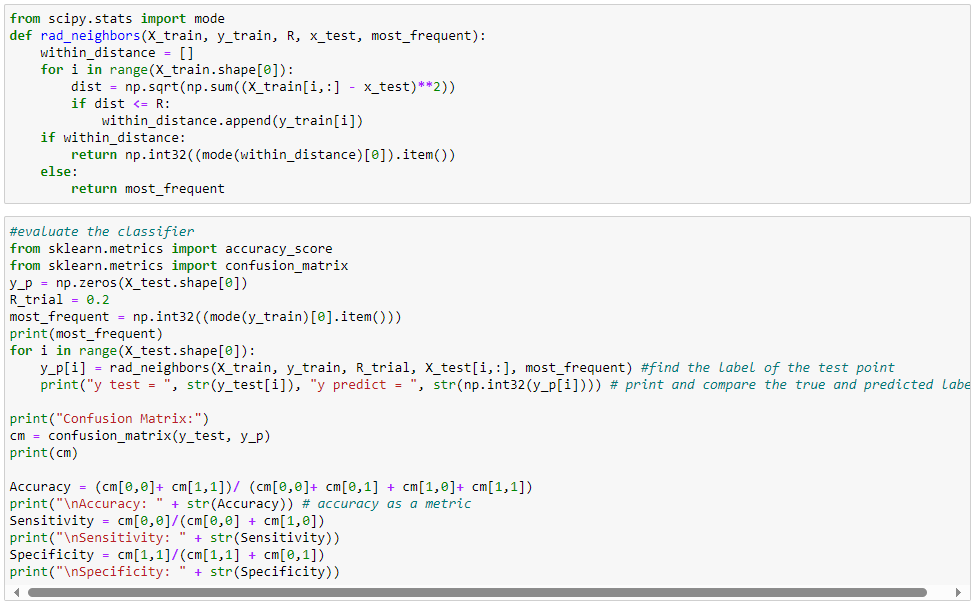 from scipy.stats import mode
def rad_neighbors(X_train, y_train, R, x_test, most_frequent):
    within_distance = []
    for i in range(X_train.shape[0]):
        dist = np.sqrt(np.sum((X_train[i,:] - x_test)**2))
        if dist <= R:
            within_distance.append(y_train[i])
    if within_distance:
        return np.int32((mode(within_distance)[0]).item())
    else:
        return most_frequent
#evaluate the classifier
from sklearn.metrics import accuracy_score
from sklearn.metrics import confusion_matrix
y_p = np.zeros(X_test.shape[0])
R_trial = 0.2
most_frequent = np.int32((mode(y_train)[0].item()))
print(most_frequent)
for i in range(X_test.shape[0]):
    y_p[i] = rad_neighbors(X_train, y_train, R_trial, X_test[i,:], most_frequent) #find the label of the test point
    print("y test = ", str(y_test[i]), "y predict = ", str(np.int32(y_p[i]))) # print and compare the true and predicted labe
print("Confusion Matrix:")
cm = confusion_matrix(y_test, y_p)
print(cm)
Accuracy = (cm[0,0]+ cm[1,1])/ (cm[0,0]+ cm[0,1] + cm[1,0]+ cm[1,1])
print("\nAccuracy: " + str(Accuracy)) # accuracy as a metric
Sensitivity = cm[0,0]/(cm[0,0] + cm[1,0])
print("\nSensitivity: " + str(Sensitivity))
Specificity = cm[1,1]/(cm[1,1] + cm[0,1])
print("\nSpecificity: " + str(Specificity))